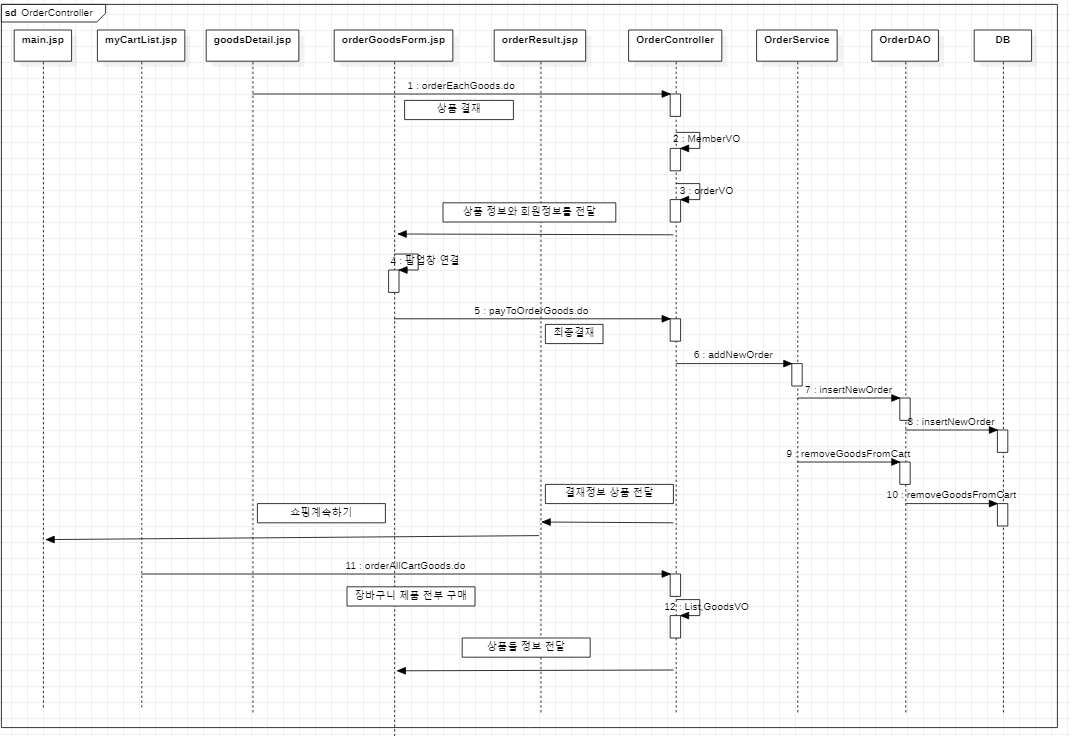 sd OrderController
main.jsp
myCartList.jsp
goodsDetail.jsp
orderGoodsForm.jsp
orderResult.jsp
OrderController
OrderService
OrderDAO
DB
1 : orderEachGoods.do
상품 결재
2 : MemberVO
3 : orderVO
상품 정보와 회원정보를 전달
4 : 팝업창 연결
5 : payToOrderGoods.do
최종결재
6 : addNewOrder
7 : insertNewOrder
8 : insertNewOrder
9 : removeGoodsFromCart
결재정보 상품 전달
10 : removeGoodsFromCart
쇼핑계속하기
11 : orderAllCartGoods.do
장바구니 제품 전부 구매
12 : List,GoodsVO
상품들 정보 전달